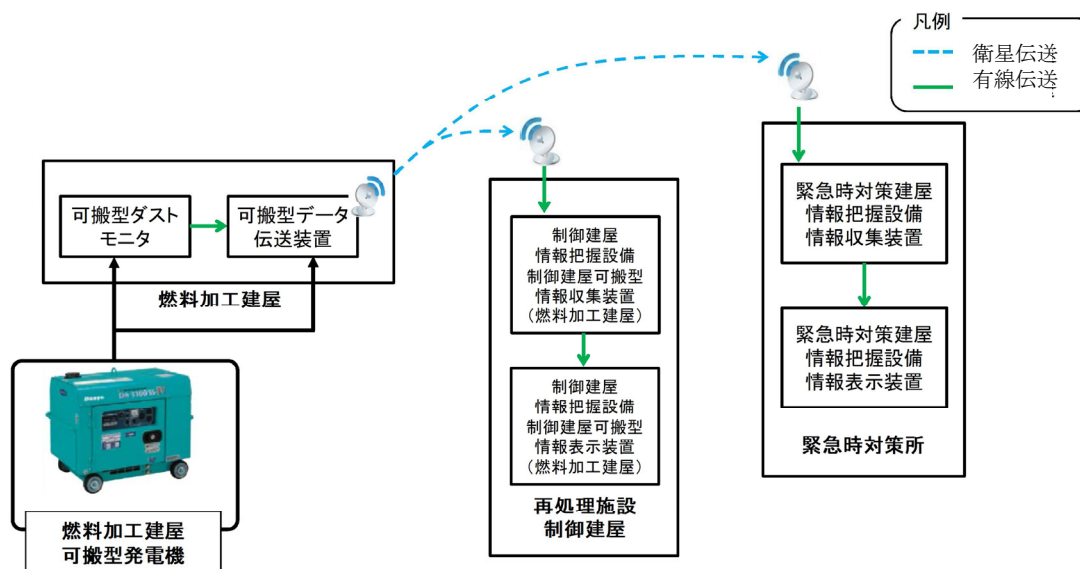 凡例
衛星伝送
有線伝送
可搬型ダスト
モニタ
可搬型データ
伝送装置
燃料加工建屋
燃料加工建屋
可搬型発電機
制御建屋
情報把握設備
制御建屋可搬型
情報収集装置
（燃料加工建屋）
制御建屋
情報把握設備
制御建屋可搬型
情報表示装置
（燃料加工建屋）
再処理施設
制御建屋
緊急時対策建屋
情報把握設備
情報収集装置
緊急時対策建屋
情報把握設備
情報表示装置
緊急時対策所